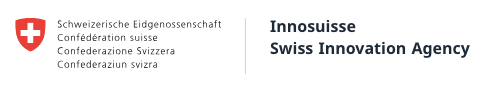 Schweizerische Eidgenossenschaft
Confédération suisse
Confederazione Svizzera
Confederaziun svizra
Innosuisse
Swiss Innovation Agency